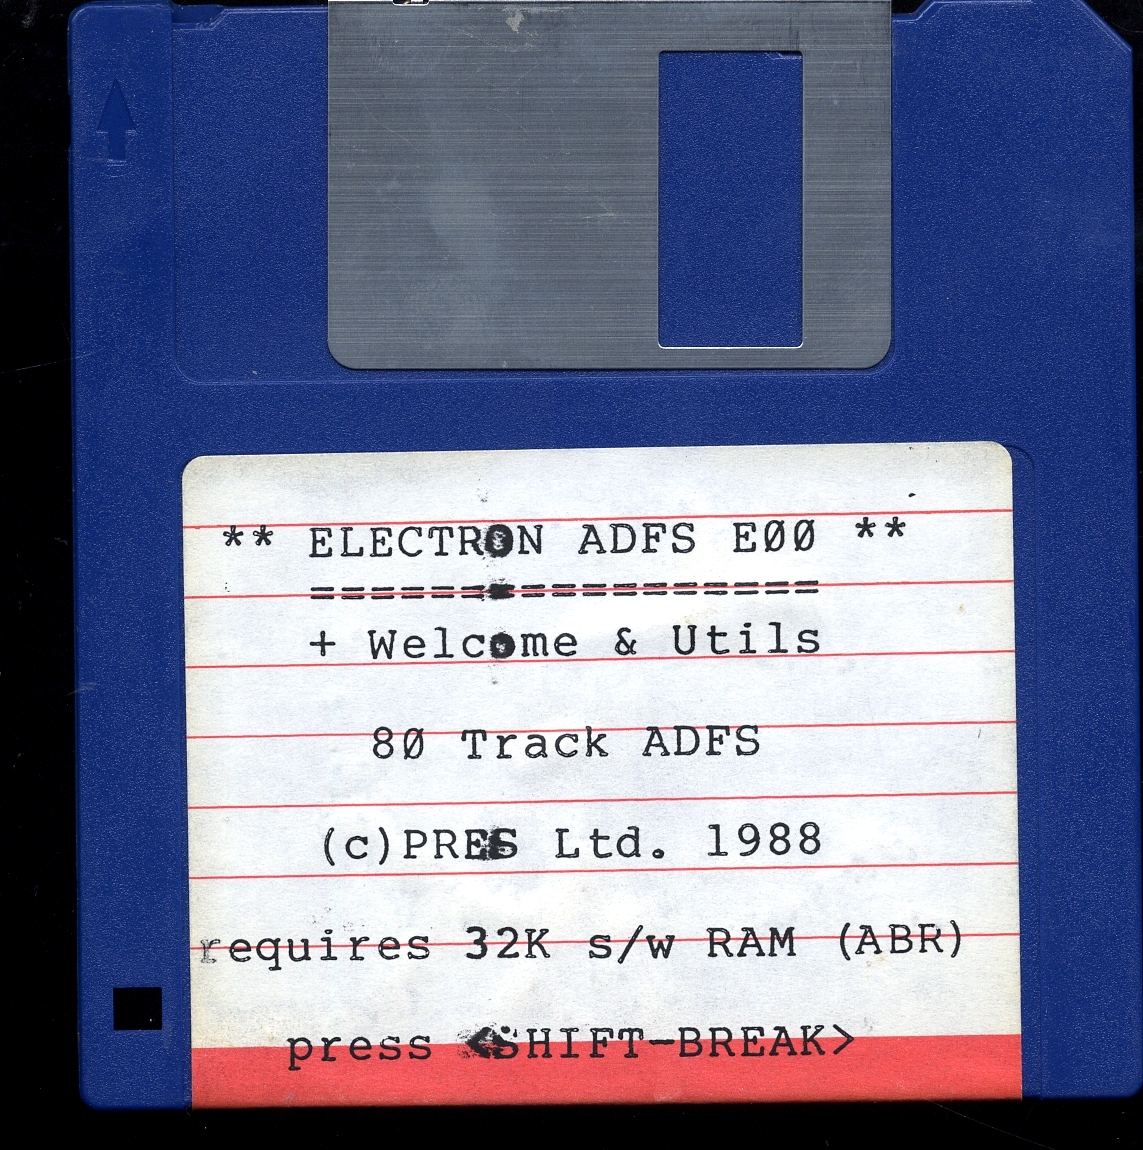 ** ELECTRON ADFS EØØ **
==================
+ Welcome & Utils
8Ø Track ADFS
(c)PRES Ltd. 1988
requires 32K s/w RAM (ABR)
press <SHIFT-BREAK>